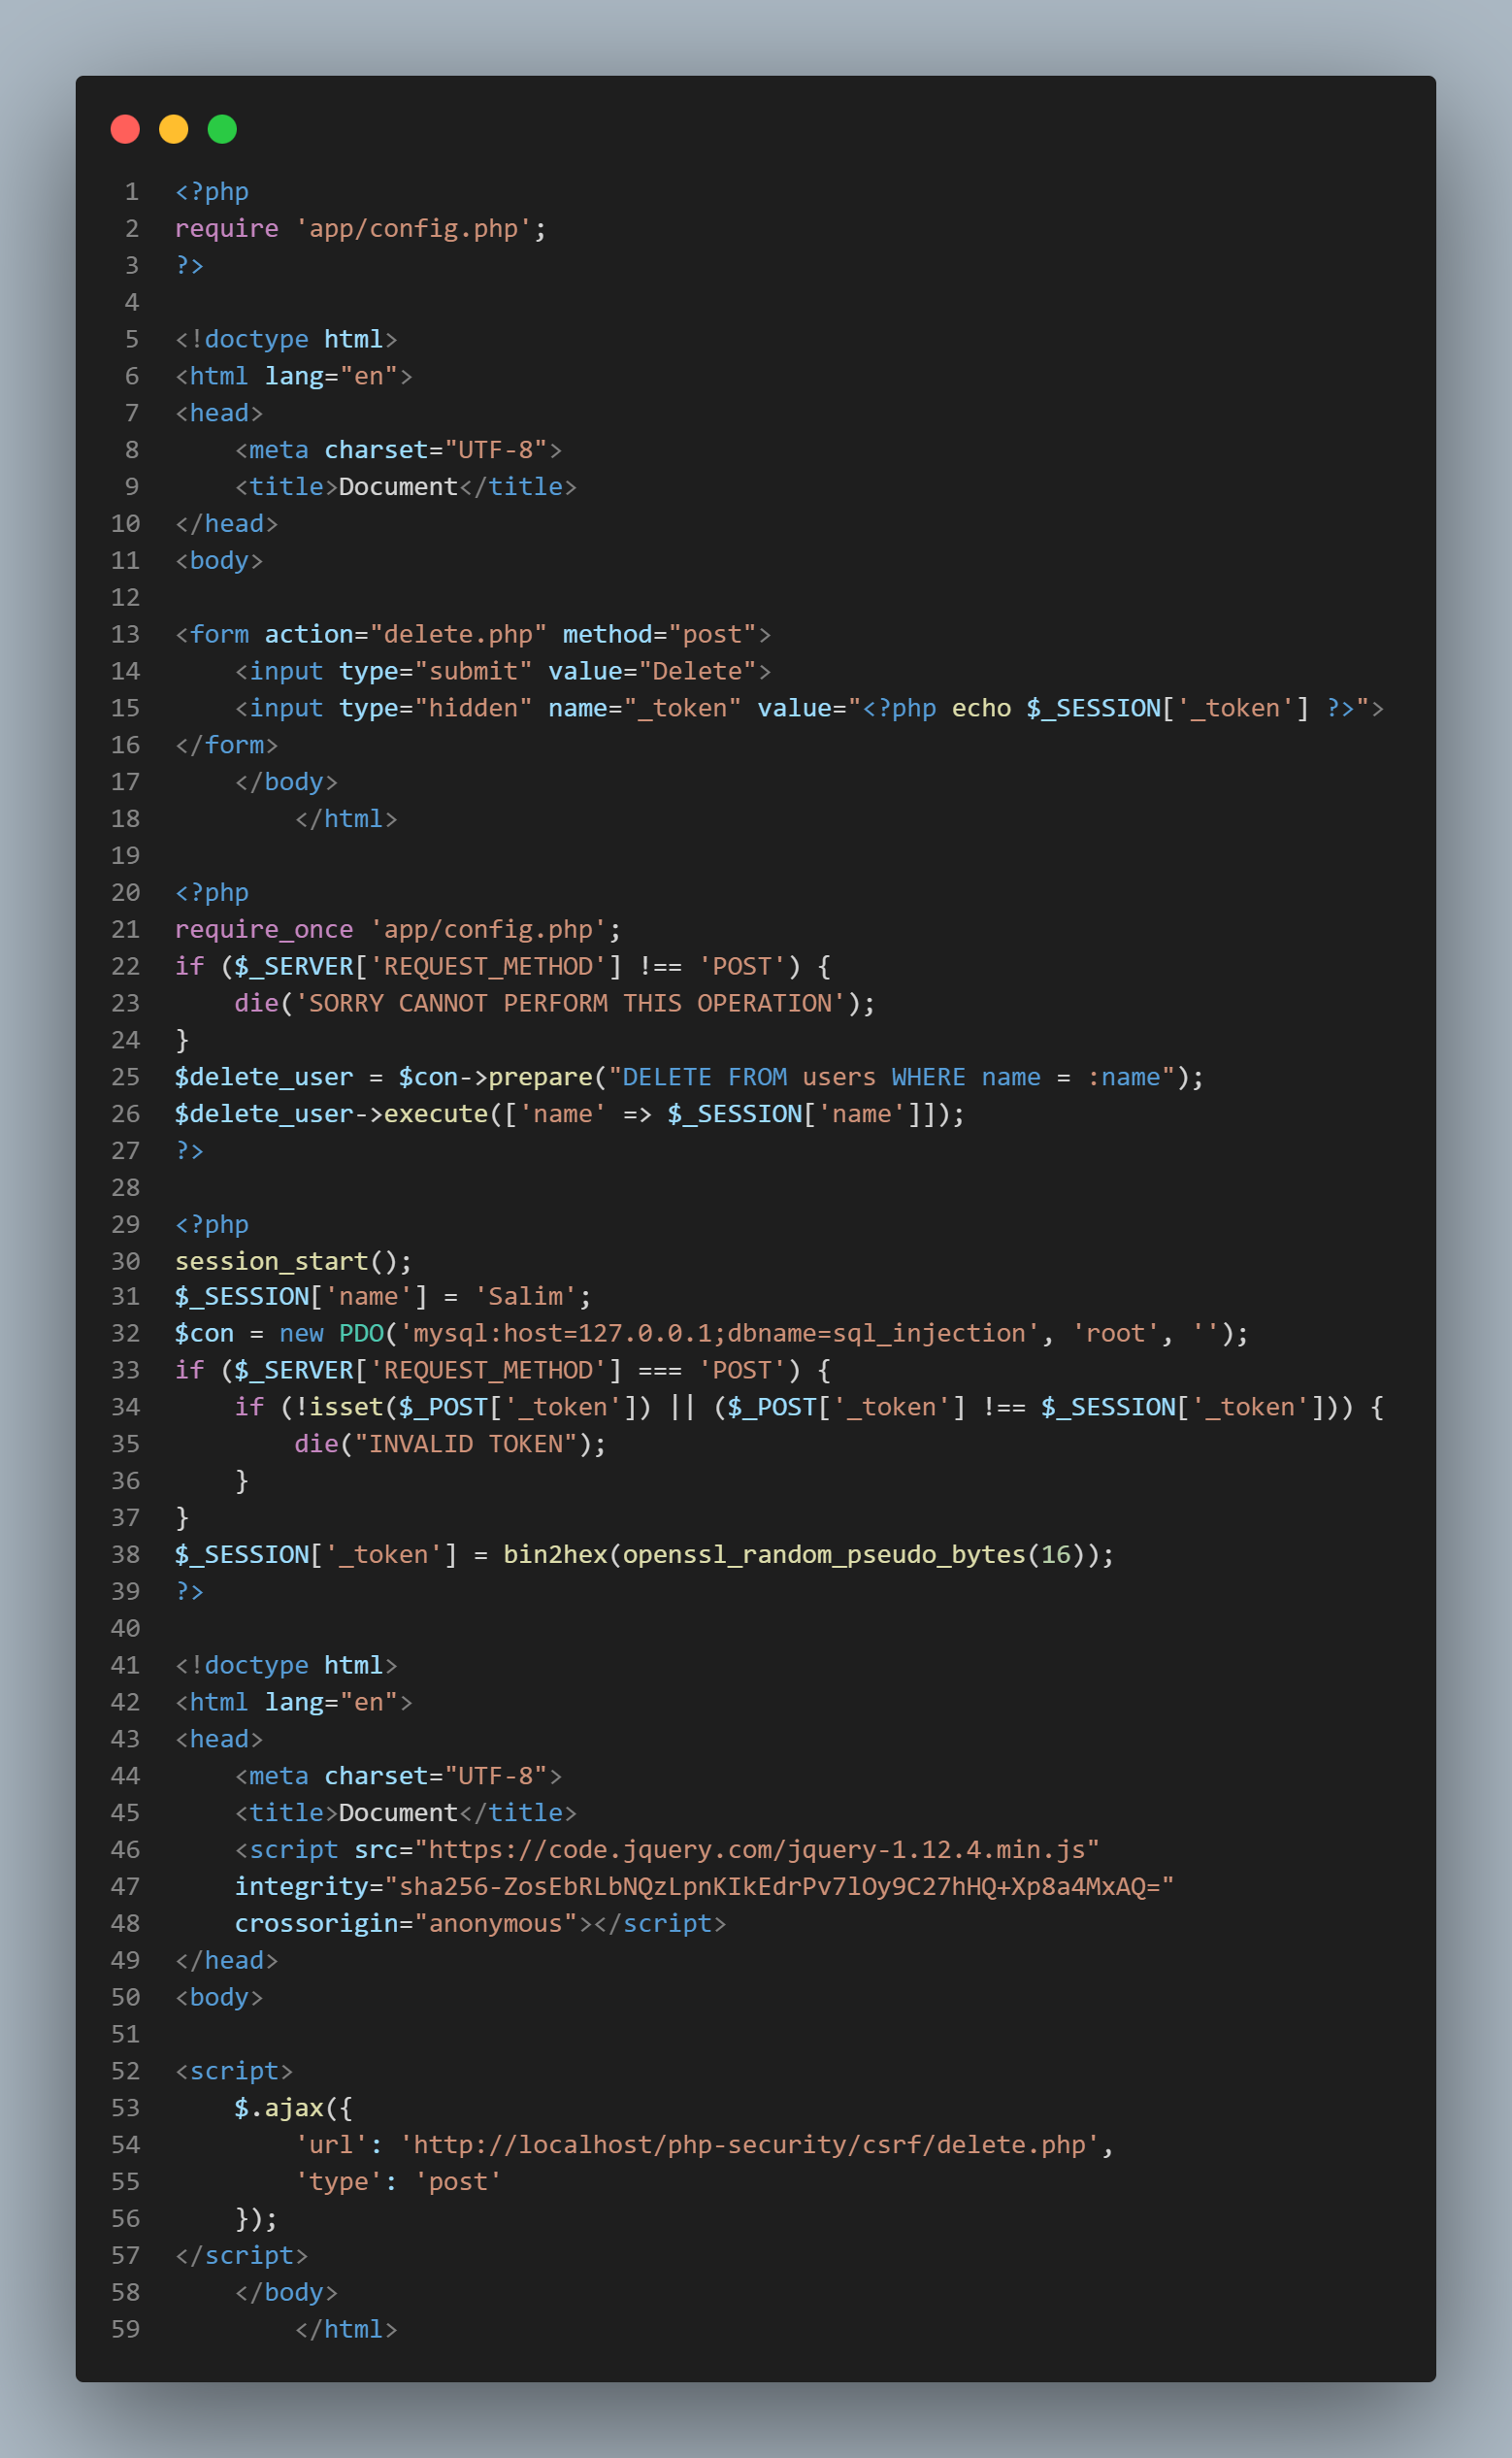 1 <?php
2 require 'app/config.php';
3 ?>
4
5 <!doctype html>
6 <html lang="en">
7 <head>
8     <meta charset="UTF-8">
9     <title>Document</title>
10 </head>
11 <body>
12
13 <form action="delete.php" method="post">
14     <input type="submit" value="Delete">
15     <input type="hidden" name="_token" value="<?php echo $_SESSION['_token'] ?>">
16 </form>
17     </body>
18         </html>
19
20 <?php
21 require_once 'app/config.php';
22 if ($_SERVER['REQUEST_METHOD'] !== 'POST') {
23     die('SORRY CANNOT PERFORM THIS OPERATION');
24 }
25 $delete_user = $con->prepare("DELETE FROM users WHERE name = :name");
26 $delete_user->execute(['name' => $_SESSION['name']]);
27 ?>
28
29 <?php
30 session_start();
31 $_SESSION['name'] = 'Salim';
32 $con = new PDO('mysql:host=127.0.0.1;dbname=sql_injection', 'root', '');
33 if ($_SERVER['REQUEST_METHOD'] === 'POST') {
34     if (!isset($_POST['_token']) || ($_POST['_token'] !== $_SESSION['_token'])) {
35         die("INVALID TOKEN");
36     }
37 }
38 $_SESSION['_token'] = bin2hex(openssl_random_pseudo_bytes(16));
39 ?>
40
41 <!doctype html>
42 <html lang="en">
43 <head>
44     <meta charset="UTF-8">
45     <title>Document</title>
46     <script src="https://code.jquery.com/jquery-1.12.4.min.js"
47     integrity="sha256-ZosEbRLbNQzLpnKIkEdrPv7lOy9C27hHQ+Xp8a4MxAQ="
48     crossorigin="anonymous"></script>
49 </head>
50 <body>
51
52 <script>
53     $.ajax({
54         'url': 'http://localhost/php-security/csrf/delete.php',
55         'type': 'post'
56     });
57 </script>
58     </body>
59         </html>